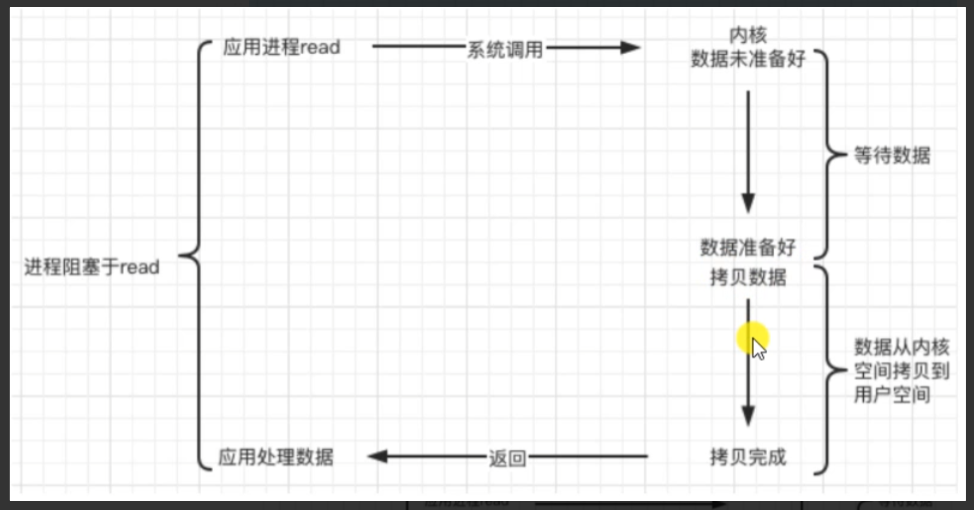 应用进程read
系统调用
内核
数据未准备好
等待数据
数据准备好
拷贝数据
进程阻塞于read
数据从内核
空间拷贝到
用户空间
应用处理数据
返回
拷贝完成